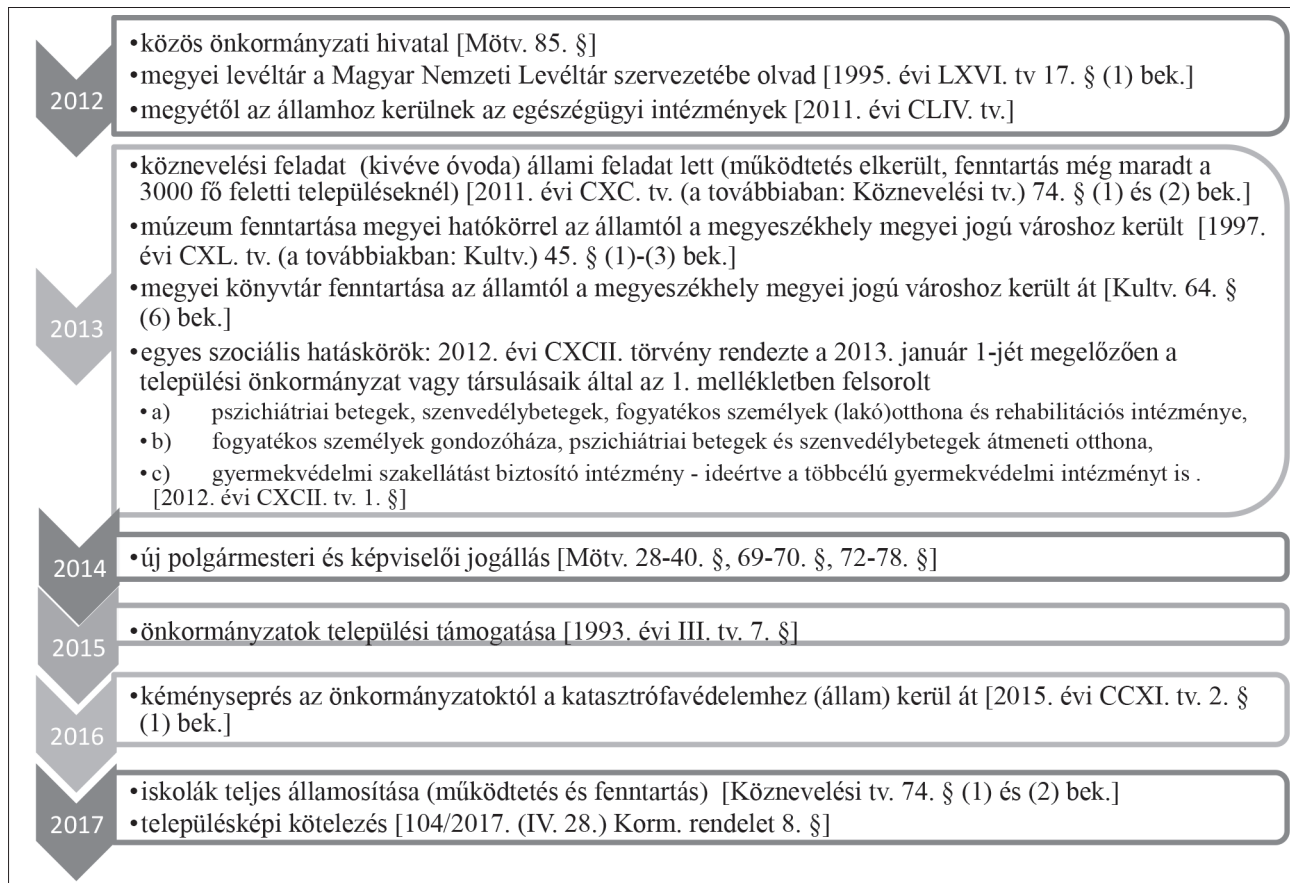 2012
•közös önkormányzati hivatal [Mötv. 85. §]
•megyei levéltár a Magyar Nemzeti Levéltár szervezetébe olvad [1995. évi LXVI. tv 17. § (1) bek.]
•megyétől az államhoz kerülnek az egészségügyi intézmények [2011. évi CLIV. tv.]
2013
•köznevelési feladat (kivéve óvoda) állami feladat lett (működtetés elkerült, fenntartás még maradt a
3000 fő feletti településeknél) [2011. évi CXC. tv. (a továbbiaban: Köznevelési tv.) 74. § (1) és (2) bek.]
•múzeum fenntartása megyei hatókörrel az államtól a megyeszékhely megyei jogú városhoz került [1997.
évi CXL. tv. (a továbbiakban: Kultv.) 45. § (1)-(3) bek.]
•megyei könyvtár fenntartása az államtól a megyeszékhely megyei jogú városhoz került át [Kultv. 64. §
(6) bek.]
•egyes szociális hatáskörök: 2012. évi CXCII. törvény rendezte a 2013. január 1-jét megelőzően a
települési önkormányzat vagy társulásaik által az 1. mellékletben felsorolt
• a) pszichiátriai betegek, szenvedélybetegek, fogyatékos személyek (lakó)otthona és rehabilitációs intézménye,
• b) fogyatékos személyek gondozóháza, pszichiátriai betegek és szenvedélybetegek átmeneti otthona,
• c) gyermekvédelmi szakellátást biztosító intézmény - ideértve a többcélú gyermekvédelmi intézményt is .
[2012. évi CXCII. tv. 1. §]
2014
•új polgármesteri és képviselői jogállás [Mötv. 28-40. §, 69-70. §, 72-78. §]
2015
•önkormányzatok települési támogatása [1993. évi III. tv. 7. §]
2016
•kéményseprés az önkormányzatoktól a katasztrófavédelemhez (állam) kerül át [2015. évi CCXI. tv. 2. §
(1) bek.]
2017
•iskolák teljes államosítása (működtetés és fenntartás) [Köznevelési tv. 74. § (1) és (2) bek.]
•településképi kötelezés [104/2017. (IV. 28.) Korm. rendelet 8. §]